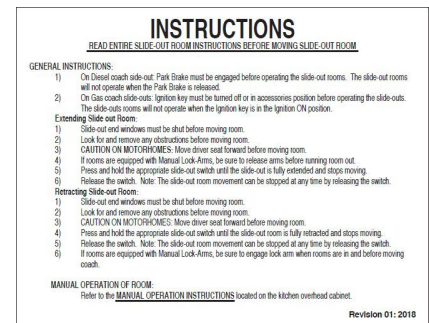 INSTRUCTIONS
READ ENTIRE SLIDE-OUT ROOM INSTRUCTIONS BEFORE MOVING SLIDE-OUT ROOM
GENERAL INSTRUCTIONS:
1) On Diesel coach side-out: Park Brake must be engaged before operating the slide-out rooms. The slide-out rooms
will not operate when the Park Brake is released.
2) On Gas coach slide-outs: Ignition key must be turned off or in accessories position before operating the slide-outs.
The slide-outs rooms will not operate when the Ignition key is in the Ignition ON position.
Extending Slide out Room:
1) Slide-out end windows must be shut before moving room.
2) Look for and remove any obstructions before moving room.
3) CAUTION ON MOTORHOMES: Move driver seat forward before moving room.
4) If rooms are equipped with Manual Lock-Arms, be sure to release arms before running room out.
5) Press and hold the appropriate slide-out switch until the slide-out is fully extended and stops moving.
6) Release the switch. Note: The slide-out room movement can be stopped at any time by releasing the switch.
Retracting Slide-out Room:
1) Slide-out end windows must be shut before moving room.
2) Look for and remove any obstructions before moving room.
3) CAUTION ON MOTORHOMES: Move driver seat forward before moving room.
4) Press and hold the appropriate slide-out switch until the slide-out room is fully retracted and stops moving.
5) Release the switch. Note: The slide-out room movement can be stopped at any time by releasing the switch.
6) If rooms are equipped with Manual Lock-Arms, be sure to engage lock arm when rooms are in and before moving
coach.
MANUAL OPERATION OF ROOM:
Refer to the MANUAL OPERATION INSTRUCTIONS located on the kitchen overhead cabinet.
Revision 01: 2018